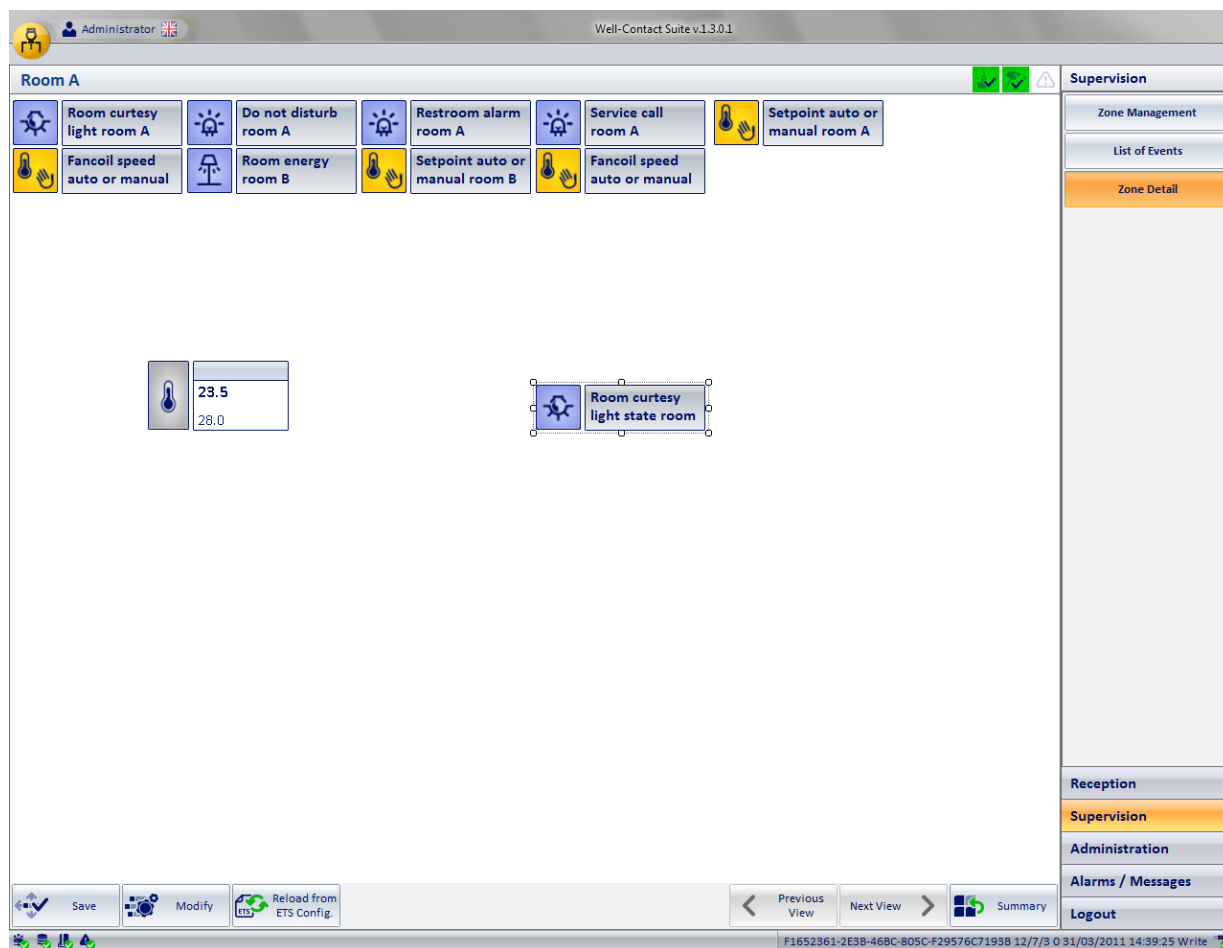 Administrator
Well-Contact Suite v.1.3.0.1
Room A
Supervision
Room curtesy
light room A
Do not disturb
room A
Restroom alarm
room A
Service call
room A
Setpoint auto or
manual room A
Fancoil speed
auto or manual
Room energy
room B
Setpoint auto or
manual room B
Fancoil speed
auto or manual
Zone Management
List of Events
Zone Detail
23.5
28.0
Room curtesy
light state room
Reception
Supervision
Administration
Alarms / Messages
Logout
Save
Modify
ETS
Reload from
ETS Config.
Previous
View
Next View
Summary
F1652361-2E3B-46BC-805C-F29576C7193B 12/7/3 0 31/03/2011 14:39:25 Write